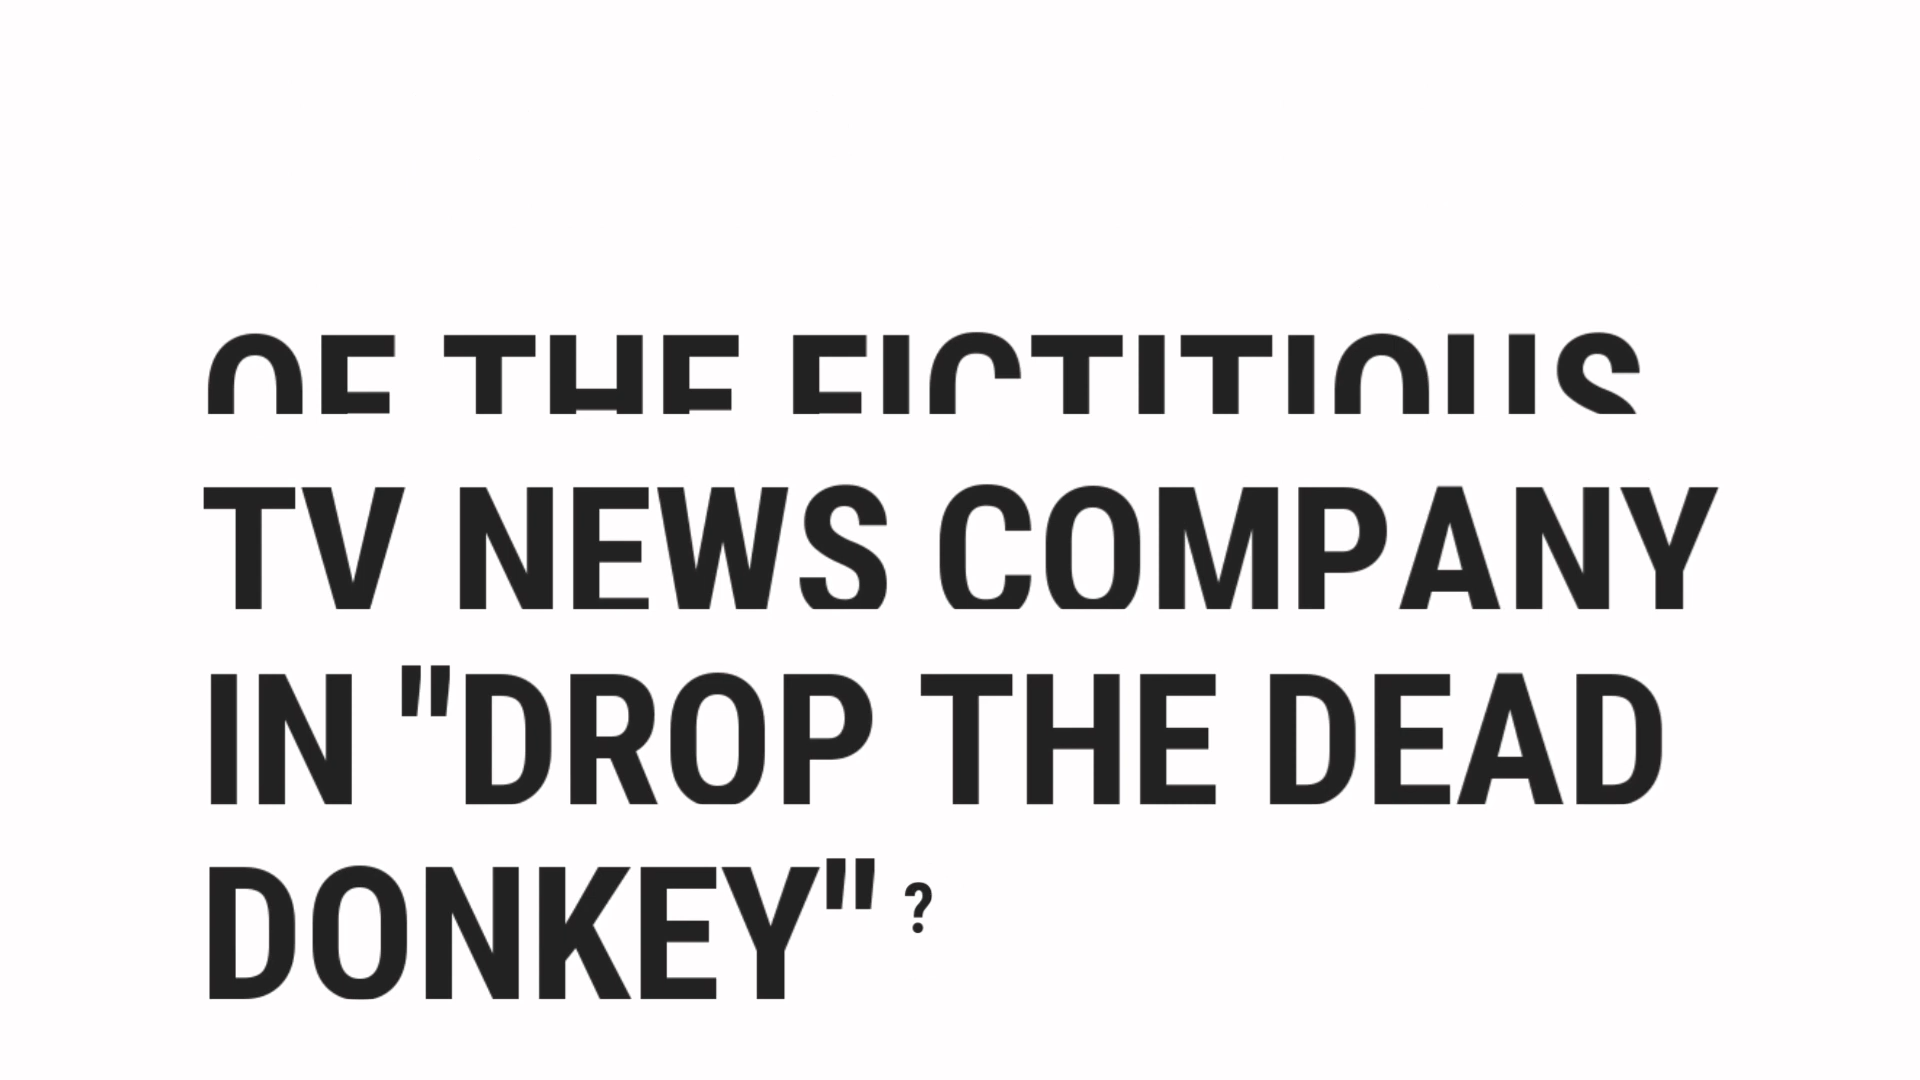 OF THE FICTITIOUS
TV NEWS COMPANY
IN "DROP THE DEAD
DONKEY" ?